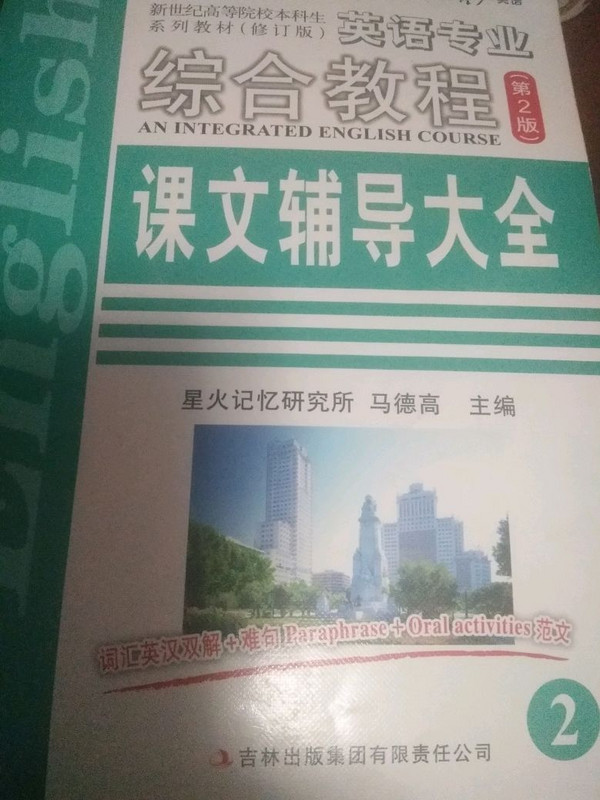 新世纪高等院校本科生
系列教材(修订版)
英语专业
综合教程
(第2版)
AN INTEGRATED ENGLISH COURSE
课文辅导大全
English
星火记忆研究所 马德高 主编
词汇英汉双解+难句Paraphrase+Oral activities范文
2
吉林出版集团有限责任公司